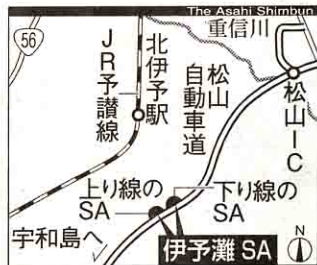 The Asahi Shimbun
56
重信川
JR予讃線
北伊予駅
松山自動車道
松山IC
上り線のSA
下り線のSA
宇和島へ
伊予灘SA
N